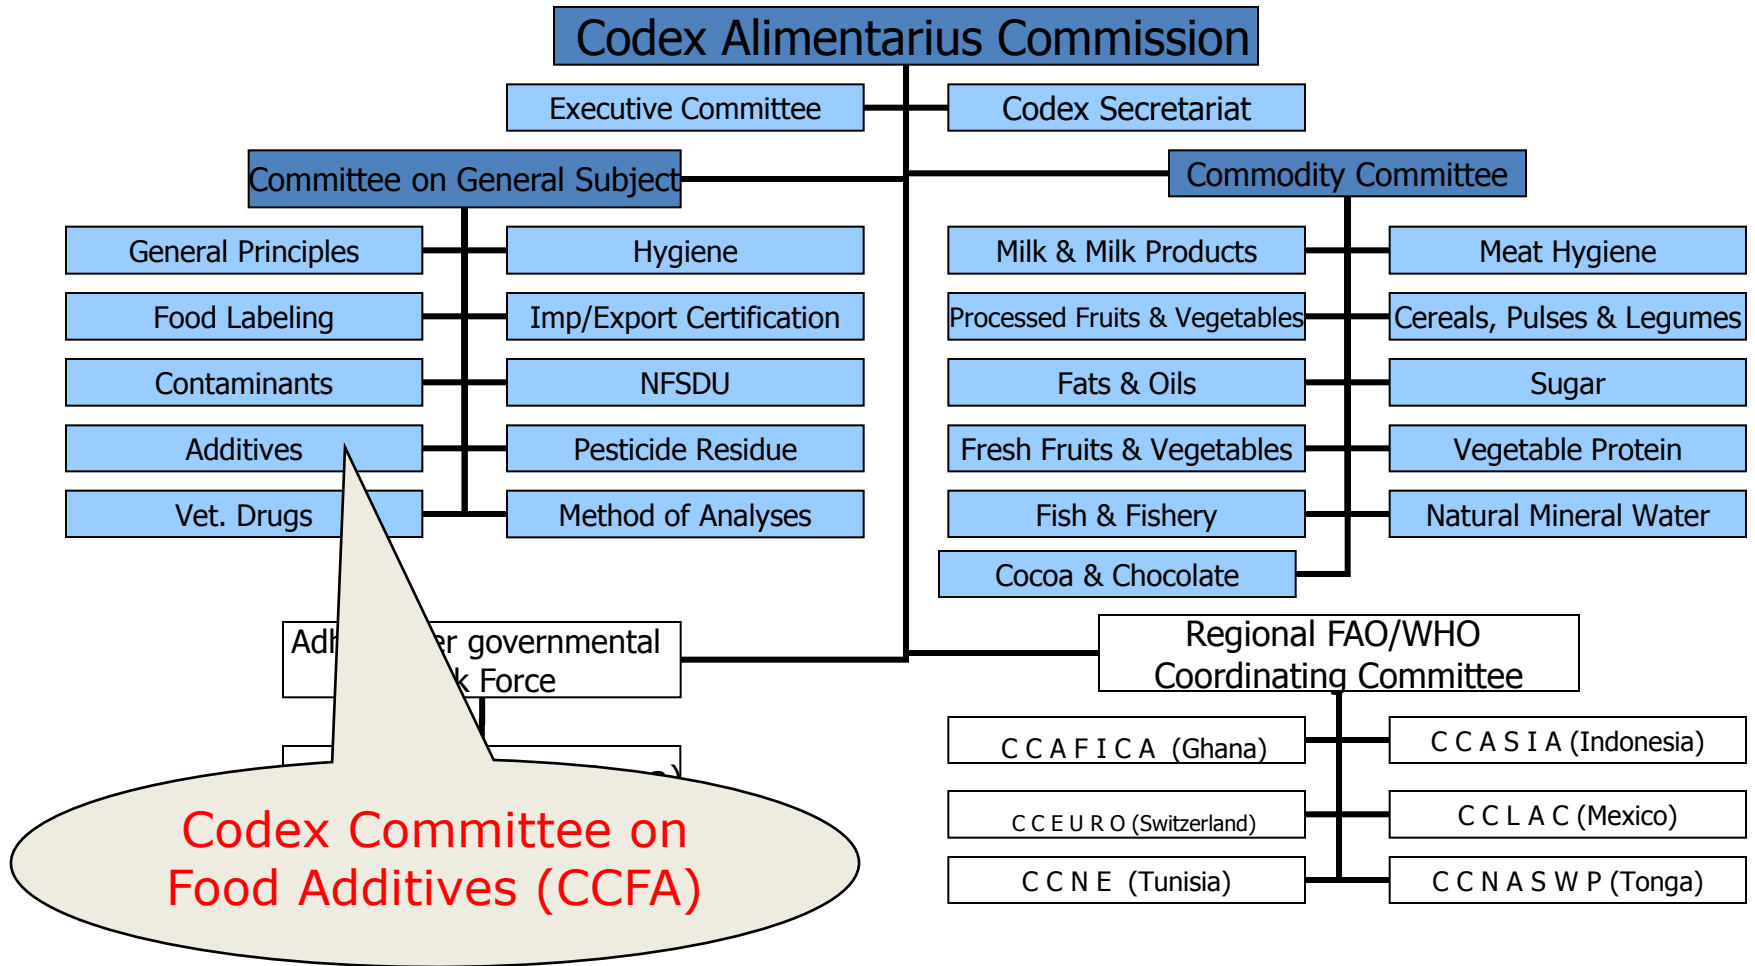 Codex Alimentarius Commission
Executive Committee
Codex Secretariat
Committee on General Subject
Commodity Committee
General Principles
Hygiene
Milk & Milk Products
Meat Hygiene
Food Labeling
Imp/Export Certification
Processed Fruits & Vegetables
Cereals, Pulses & Legumes
Contaminants
NFSDU
Fats & Oils
Sugar
Additives
Pesticide Residue
Fresh Fruits & Vegetables
Vegetable Protein
Vet. Drugs
Method of Analyses
Fish & Fishery
Natural Mineral Water
Cocoa & Chocolate
governmental
Force
Regional FAO/WHO
Coordinating Committee
C C A F I C A (Ghana)
C C A S I A (Indonesia)
C C E U R O (Switzerland)
C C L A C (Mexico)
C C N E (Tunisia)
C C N A S W P (Tonga)
Codex Committee on
Food Additives (CCFA)